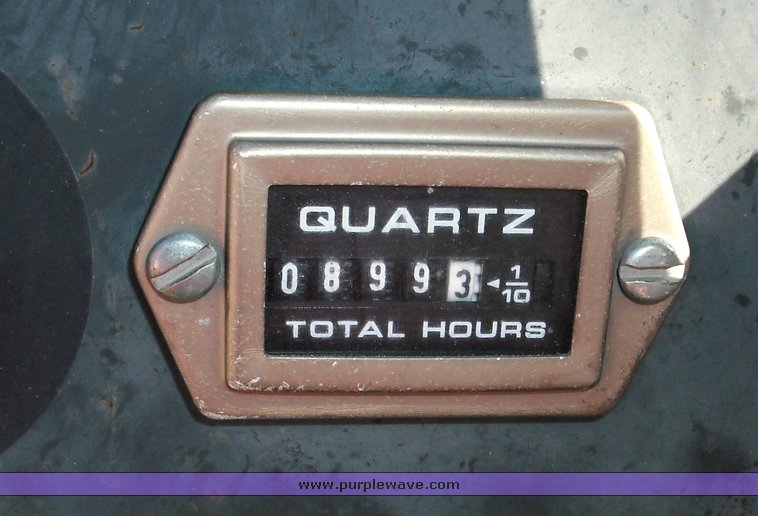 QUARTZ
08993 ◄ 1/10
TOTAL HOURS
www.purplewave.com